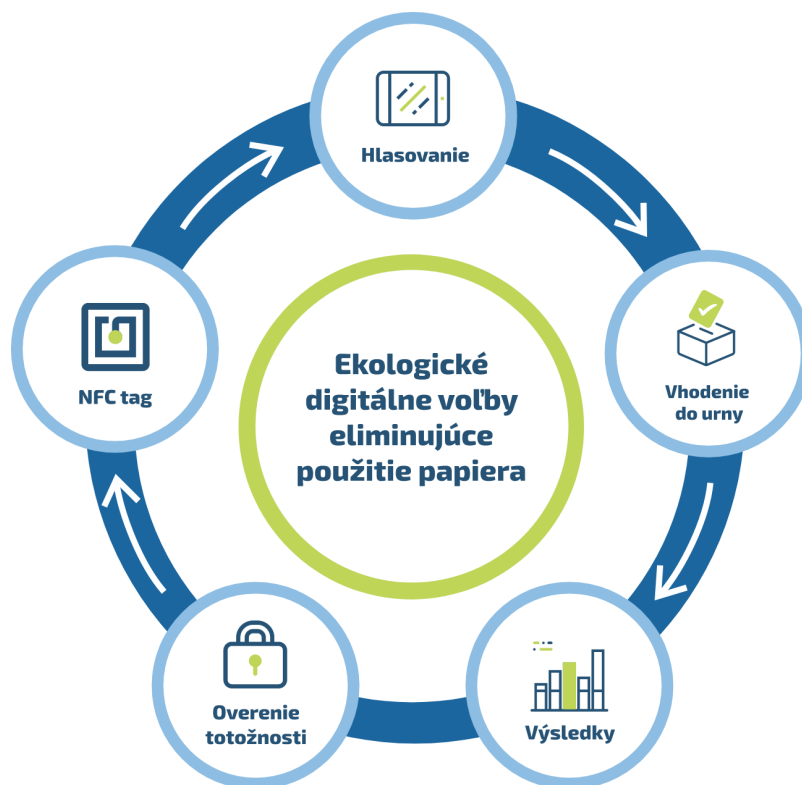 Hlasovanie
NFC tag
Vhodenie
do urny
Ekologické
digitálne voľby
eliminujúce
použitie papiera
Overenie
totožnosti
Výsledky